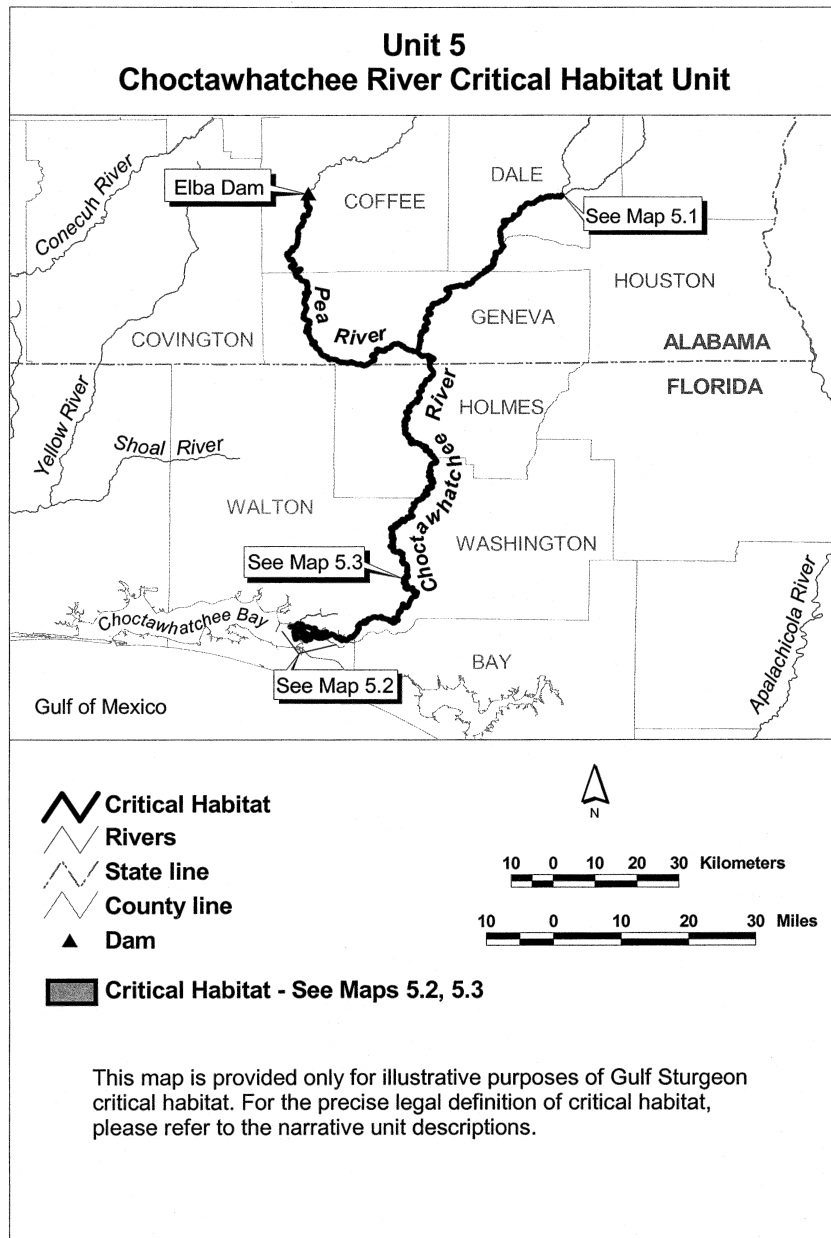 Unit 5
Choctawhatchee River Critical Habitat Unit
Elba Dam
Conecuh River
COFFEE
DALE
See Map 5.1
HOUSTON
Pea
River
GENEVA
COVINGTON
ALABAMA
FLORIDA
Yellow River
Shoal River
HOLMES
Choctawhatchee River
WALTON
WASHINGTON
See Map 5.3
Choctawhatchee Bay
See Map 5.2
BAY
Apalachicola River
Gulf of Mexico
Critical Habitat
Rivers
State line
County line
Dam
Critical Habitat - See Maps 5.2, 5.3
N
10 0 10 20 30 Kilometers
10 0 10 20 30 Miles
This map is provided only for illustrative purposes of Gulf Sturgeon
critical habitat. For the precise legal definition of critical habitat,
please refer to the narrative unit descriptions.